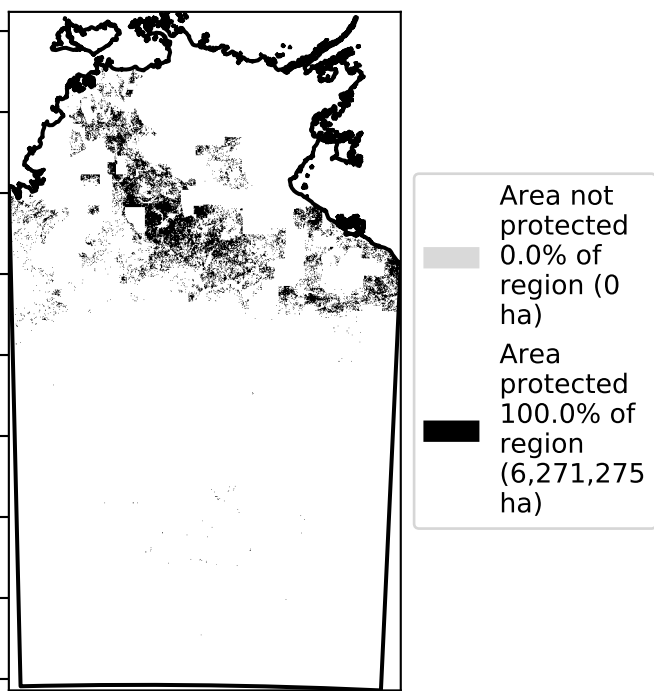 Area not
protected
0.0% of
region (0
ha)
Area
protected
100.0% of
region
(6,271,275
ha)